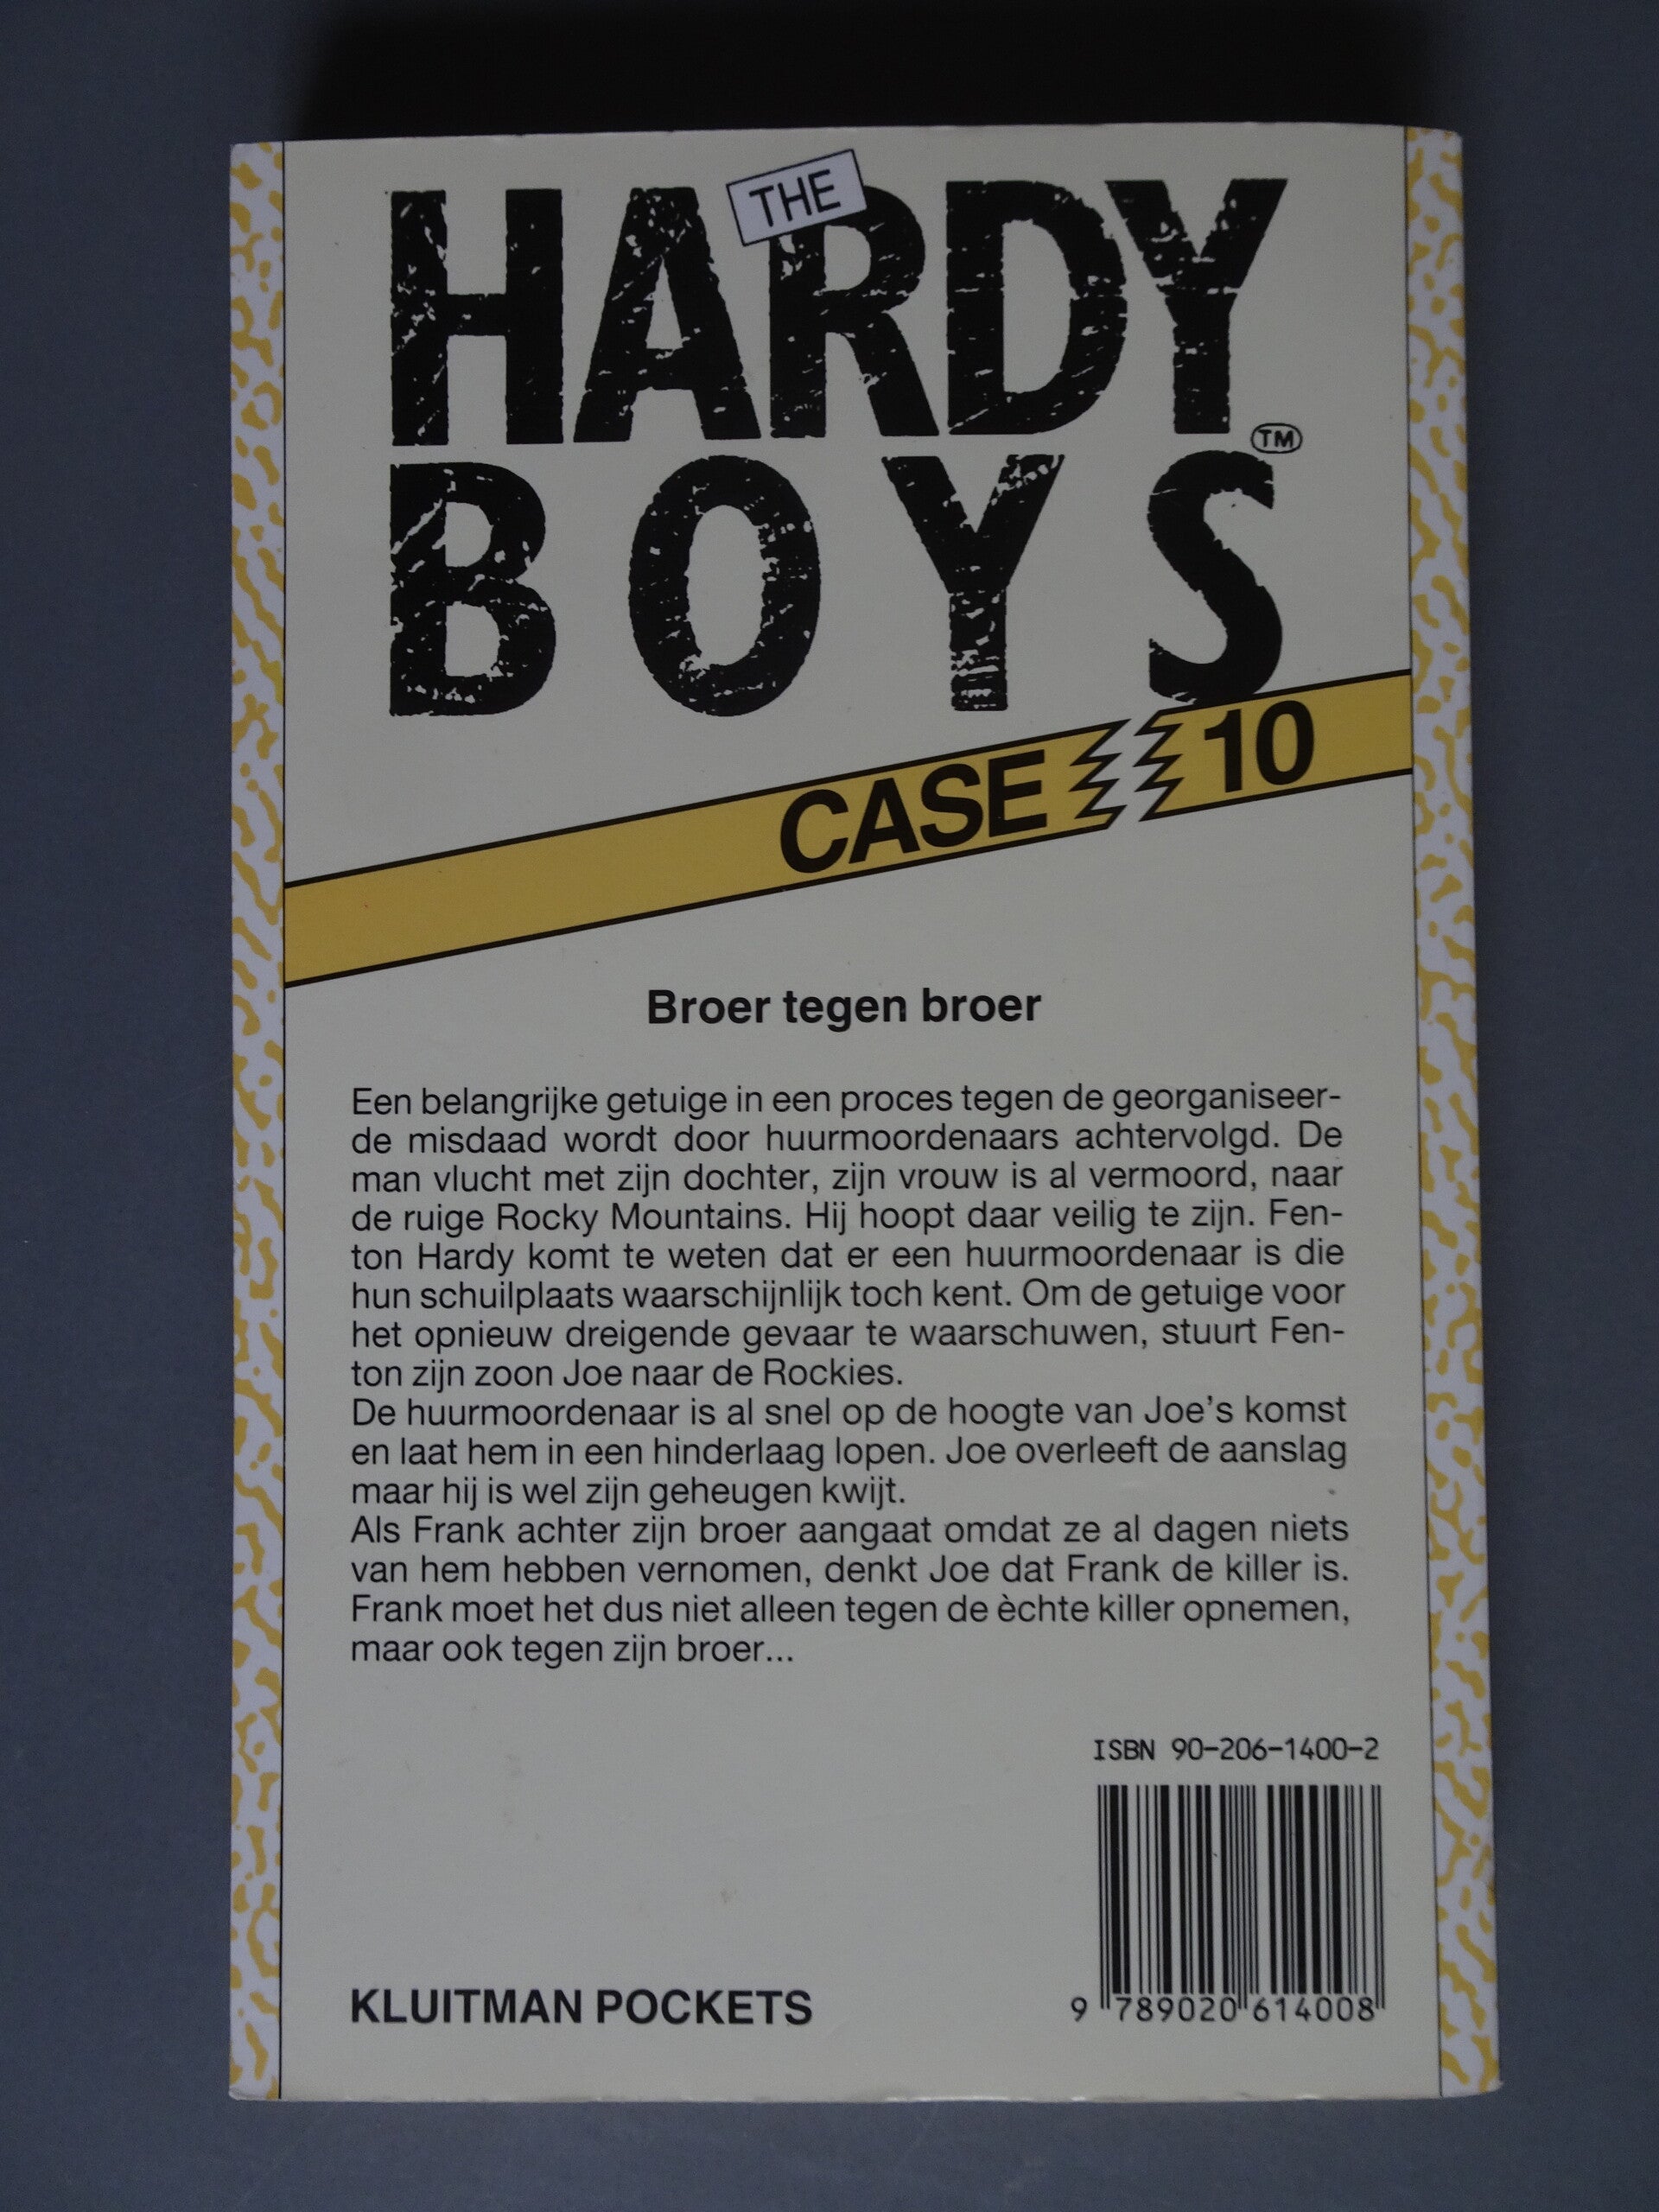 THE
HARDY
BOYS
TM
CASE 10
Broer tegen broer
Een belangrijke getuige in een proces tegen de georganiseer-
de misdaad wordt door huurmoordenaars achtervolgd. De
man vlucht met zijn dochter, zijn vrouw is al vermoord, naar
de ruige Rocky Mountains. Hij hoopt daar veilig te zijn. Fen-
ton Hardy komt te weten dat er een huurmoordenaar is die
hun schuilplaats waarschijnlijk toch kent. Om de getuige voor
het opnieuw dreigende gevaar te waarschuwen, stuurt Fen-
ton zijn zoon Joe naar de Rockies.
De huurmoordenaar is al snel op de hoogte van Joe's komst
en laat hem in een hinderlaag lopen. Joe overleeft de aanslag
maar hij is wel zijn geheugen kwijt.
Als Frank achter zijn broer aangaat omdat ze al dagen niets
van hem hebben vernomen, denkt Joe dat Frank de killer is.
Frank moet het dus niet alleen tegen de èchte killer opnemen,
maar ook tegen zijn broer...
ISBN 90-206-1400-2
9 789020 614008
KLUITMAN POCKETS